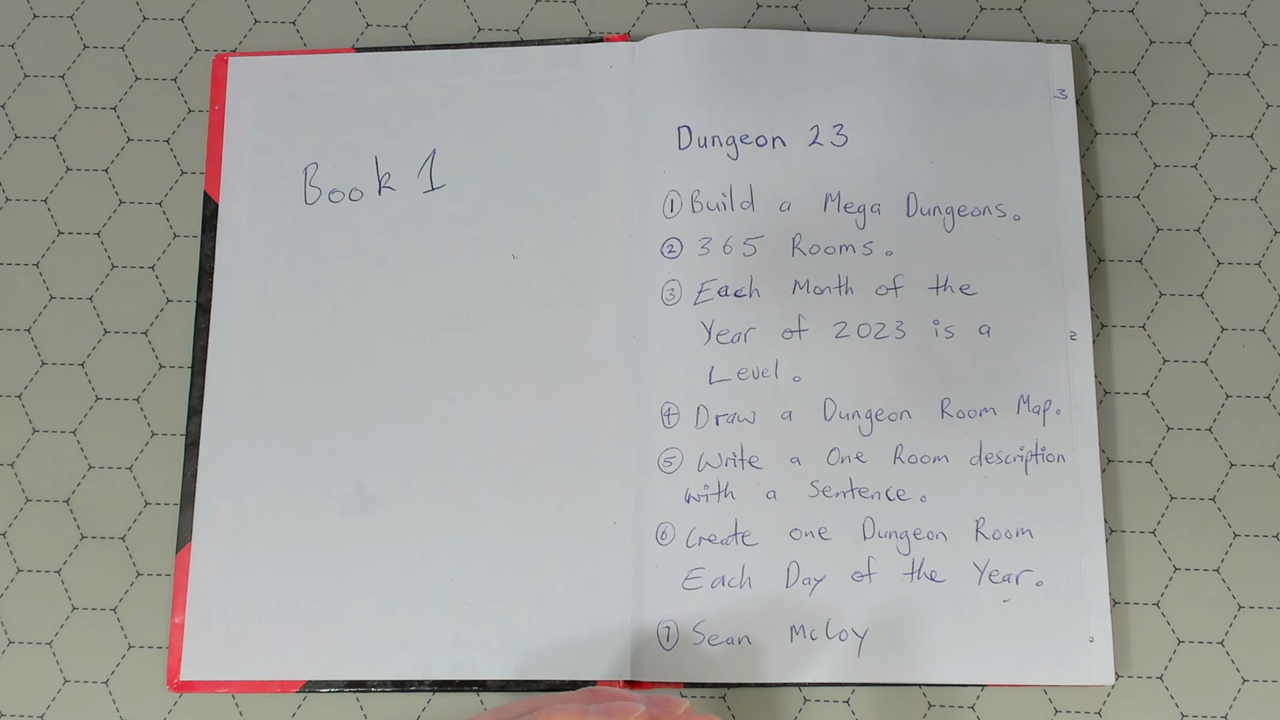 Book 1
3
Dungeon 23
① Build a Mega Dungeons.
② 365 Rooms.
③ Each Month of the
Year of 2023 is a
2
Level.
④ Draw a Dungeon Room Map.
⑤ Write a One Room description
with a Sentence.
⑥ Create one Dungeon Room
Each Day of the Year.
⑦ Sean McCoy